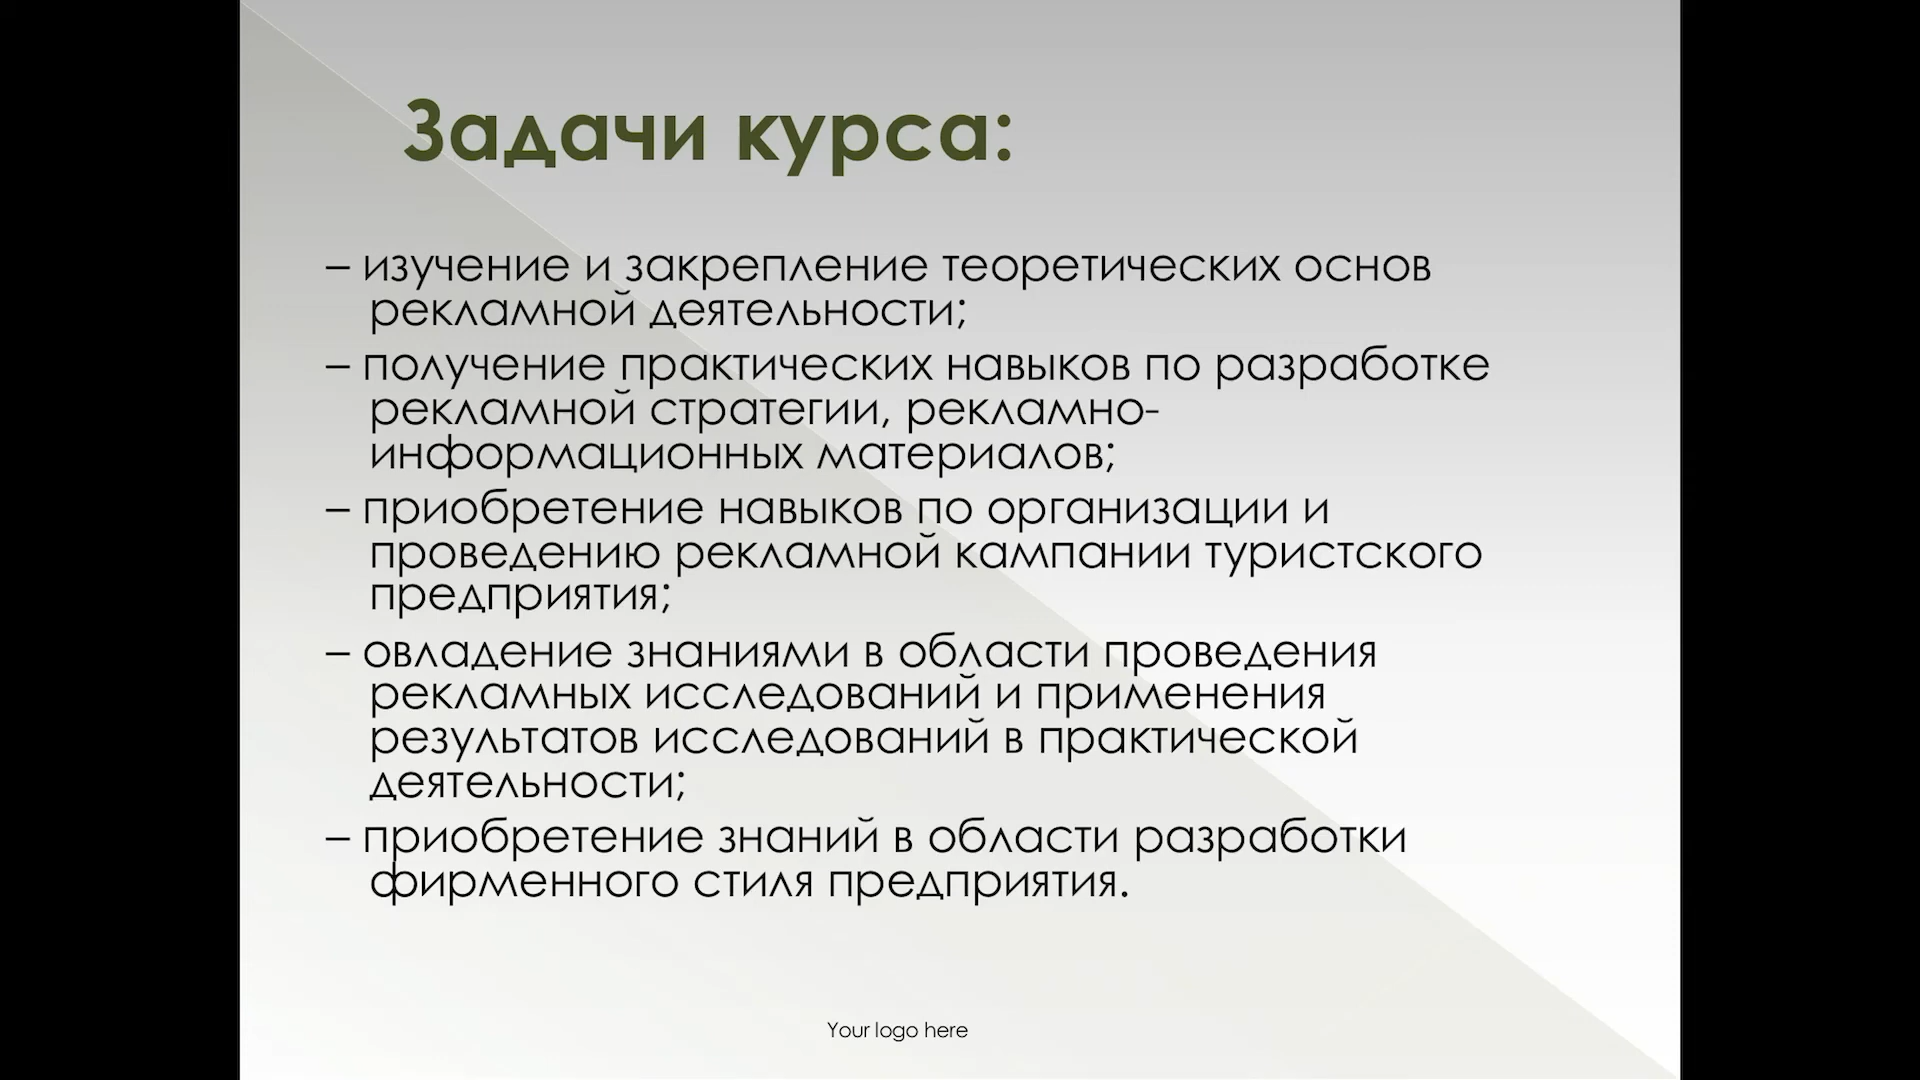 Задачи курса:
– изучение и закрепление теоретических основ
рекламной деятельности;
– получение практических навыков по разработке
рекламной стратегии, рекламно-
информационных материалов;
– приобретение навыков по организации и
проведению рекламной кампании туристского
предприятия;
– овладение знаниями в области проведения
рекламных исследований и применения
результатов исследований в практической
деятельности;
– приобретение знаний в области разработки
фирменного стиля предприятия.
Your logo here